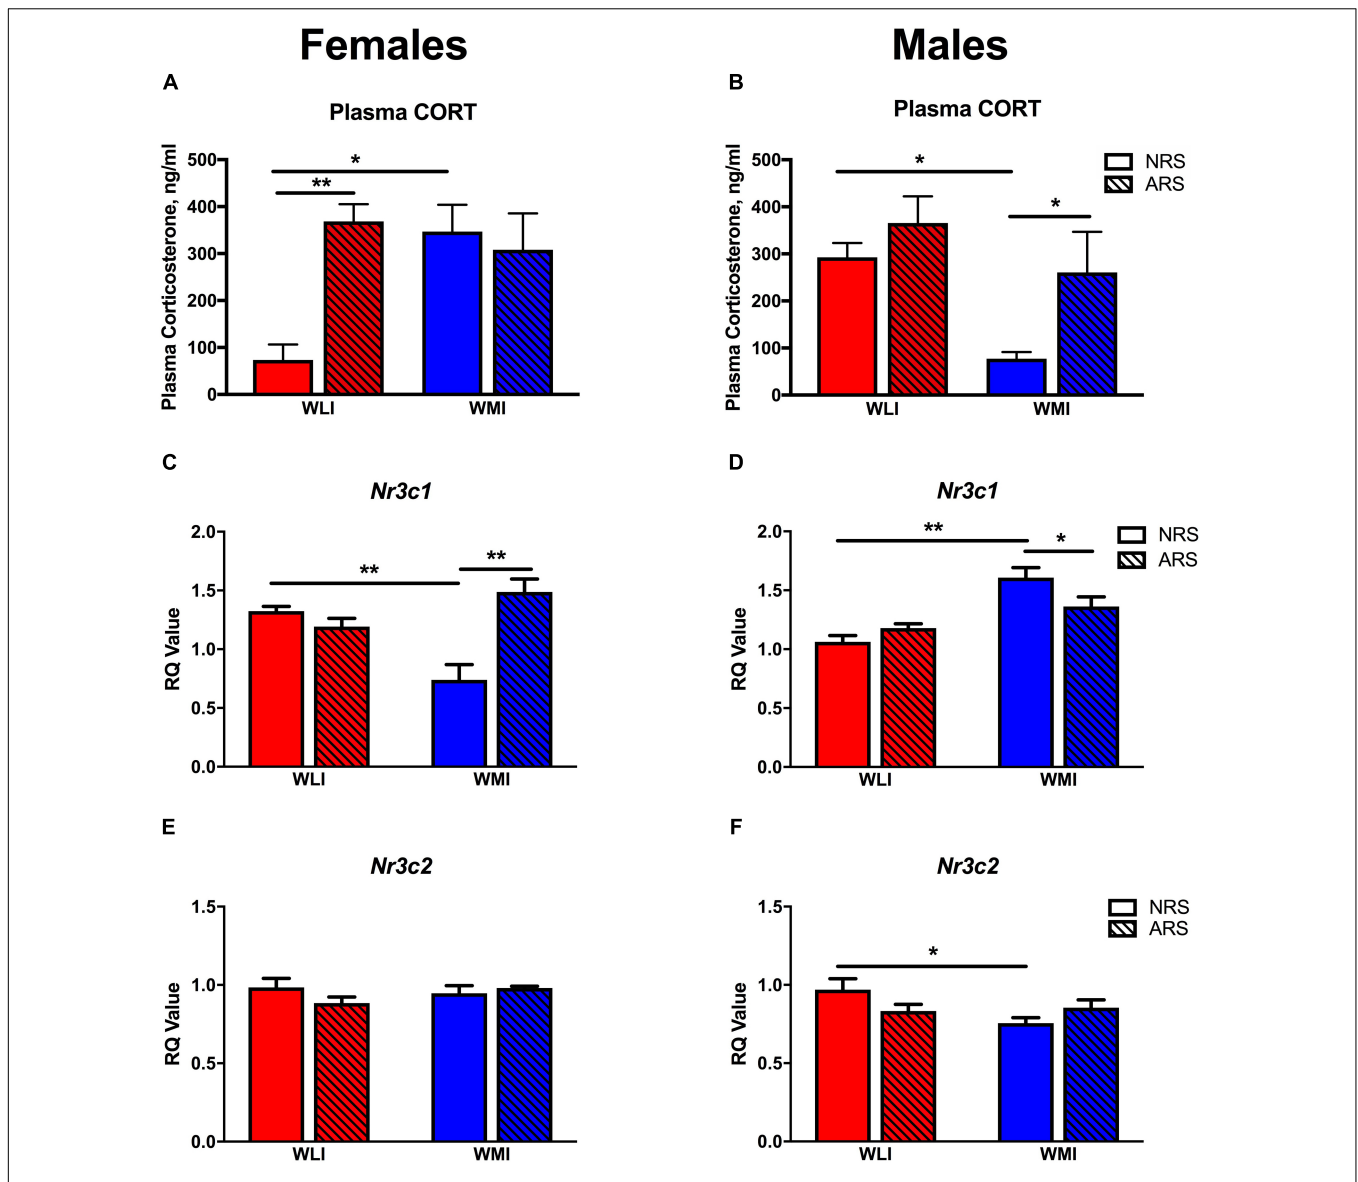 Females
Males
A
Plasma CORT
Plasma Corticosterone, ng/ml
500
400
300
200
100
0
*
**
WLI
WMI
B
Plasma CORT
Plasma Corticosterone, ng/ml
500
400
300
200
100
0
*
*
NRS
ARS
WLI
WMI
C
Nr3c1
RQ Value
2.0
1.5
1.0
0.5
0.0
**
**
WLI
WMI
D
Nr3c1
RQ Value
2.0
1.5
1.0
0.5
0.0
**
*
NRS
ARS
WLI
WMI
E
Nr3c2
RQ Value
1.5
1.0
0.5
0.0
WLI
WMI
F
Nr3c2
RQ Value
1.5
1.0
0.5
0.0
*
NRS
ARS
WLI
WMI